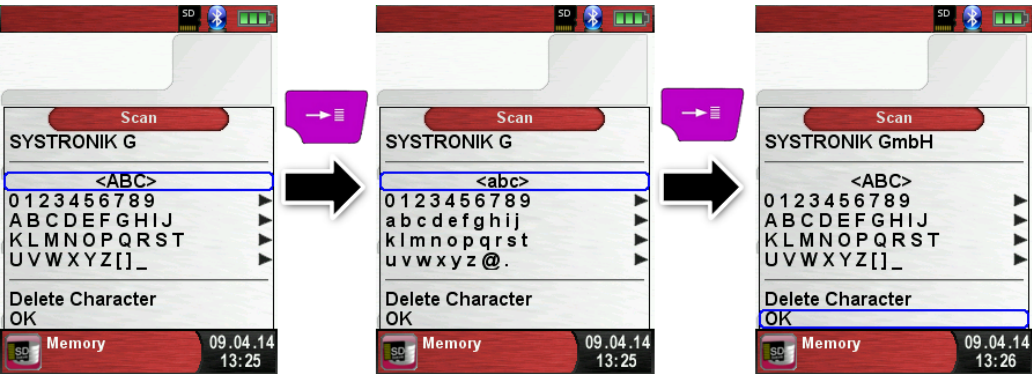 SD
Scan
SYSTRONIK G
<ABC>
0 1 2 3 4 5 6 7 8 9
A B C D E F G H I J
K L M N O P Q R S T
U V W X Y Z [ ] _
Delete Character
OK
SD
Memory
09.04.14
13:25
SD
Scan
SYSTRONIK G
<abc>
0 1 2 3 4 5 6 7 8 9
a b c d e f g h i j
k l m n o p q r s t
u v w x y z @ .
Delete Character
OK
SD
Memory
09.04.14
13:25
SD
Scan
SYSTRONIK GmbH
<ABC>
0 1 2 3 4 5 6 7 8 9
A B C D E F G H I J
K L M N O P Q R S T
U V W X Y Z [ ] _
Delete Character
OK
SD
Memory
09.04.14
13:26